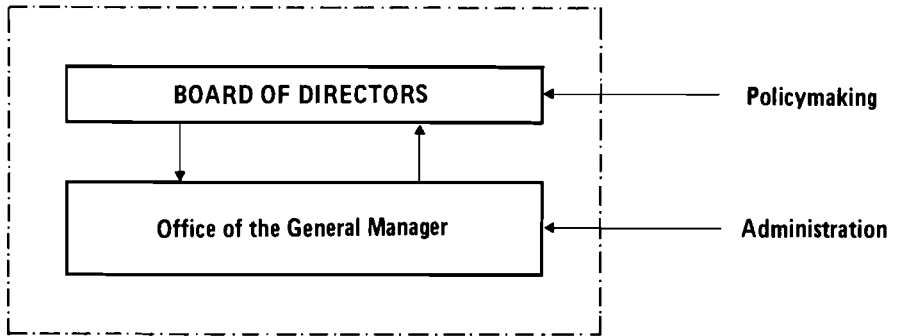 BOARD OF DIRECTORS
Policymaking
Office of the General Manager
Administration